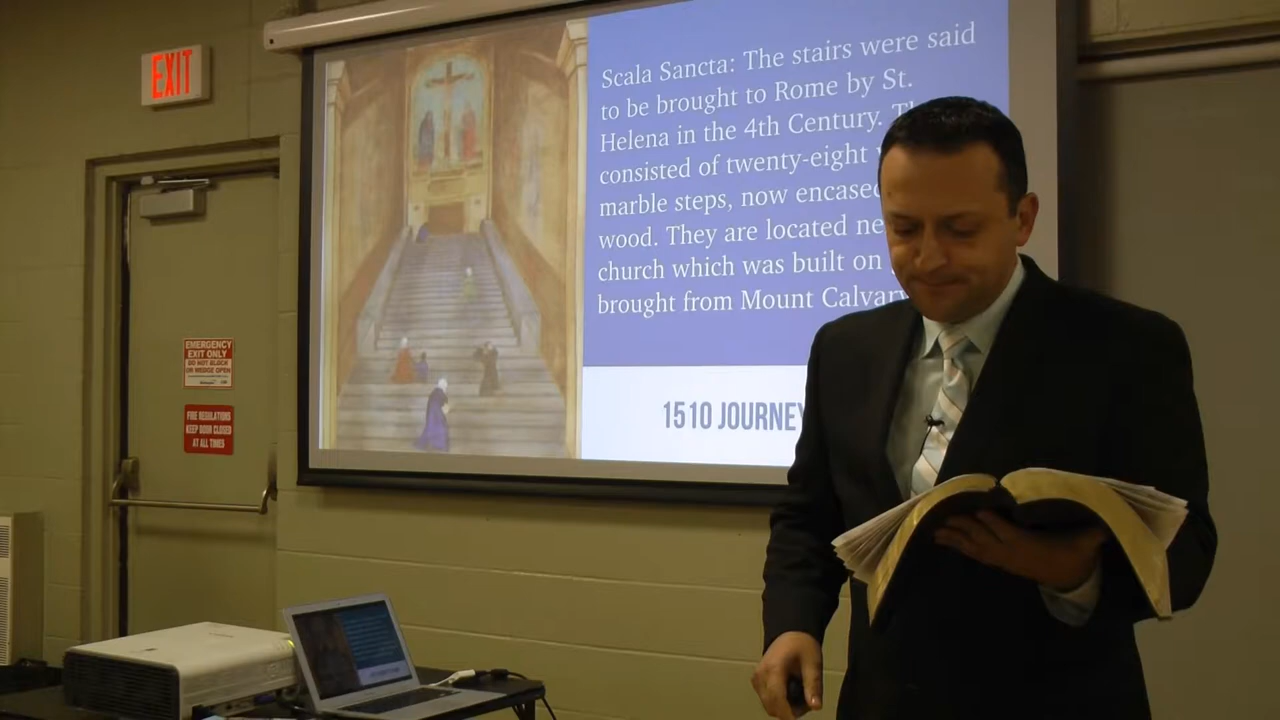 EXIT
Scala Sancta: The stairs were said
to be brought to Rome by St.
Helena in the 4th Century.
consisted of twenty-eight
marble steps, now encased
wood. They are located
church which was built on
brought from Mount Calvary
1510 JOURNEY
EMERGENCY
EXIT ONLY
DO NOT BLOCK
OR WEDGE OPEN
FIRE REGULATIONS
KEEP DOOR CLOSED
AT ALL TIMES